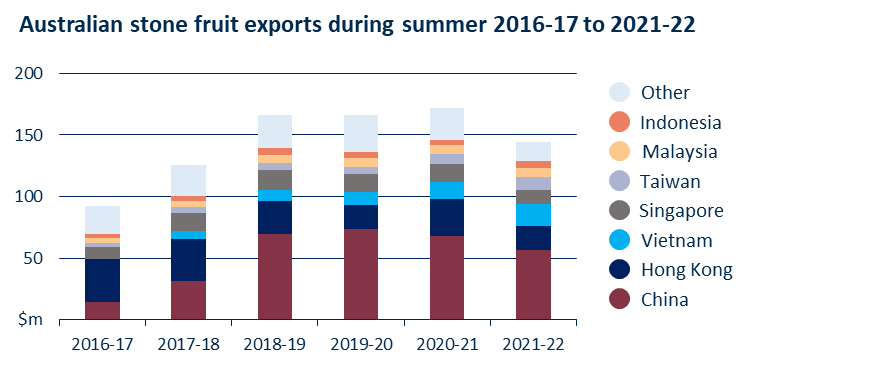 Australian stone fruit exports during summer 2016-17 to 2021-22
200
150
100
50
$m
2016-17 2017-18 2018-19 2019-20 2020-21 2021-22
Other
Indonesia
Malaysia
Taiwan
Singapore
Vietnam
Hong Kong
China